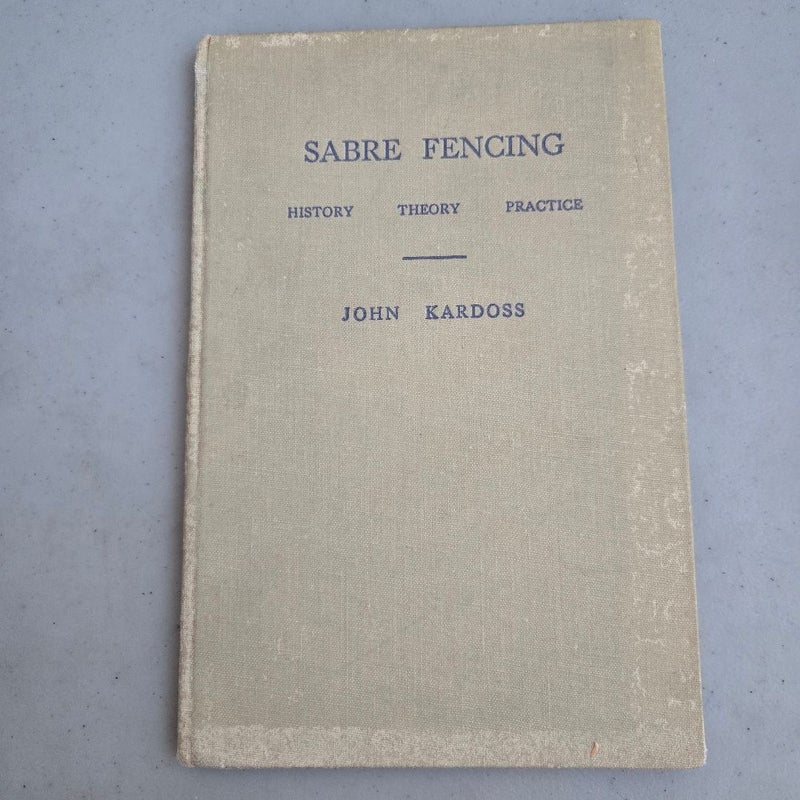 SABRE FENCING
HISTORY THEORY PRACTICE
JOHN KARDOSS